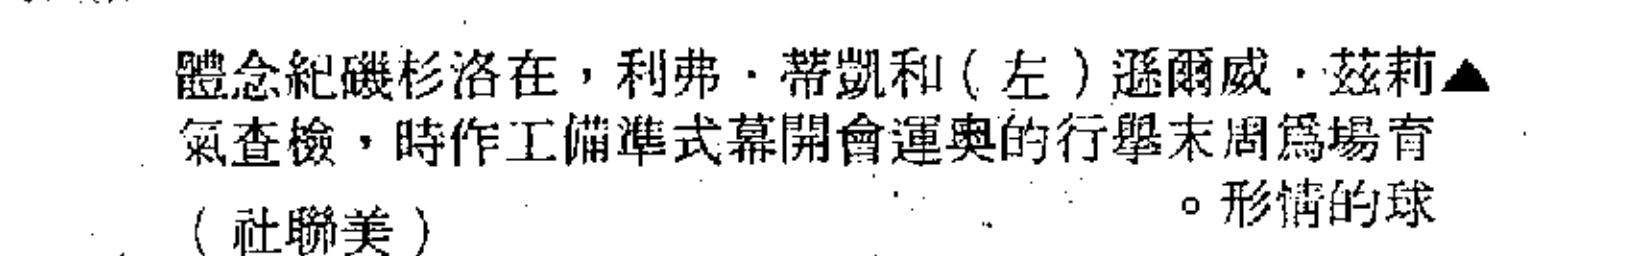 ▲莉茲·威爾遜（左）和凱蒂·弗利，在洛杉磯紀念體
育場爲周末舉行的奧運會開幕式準備工作時，檢查氣
球的情形。
（美聯社）